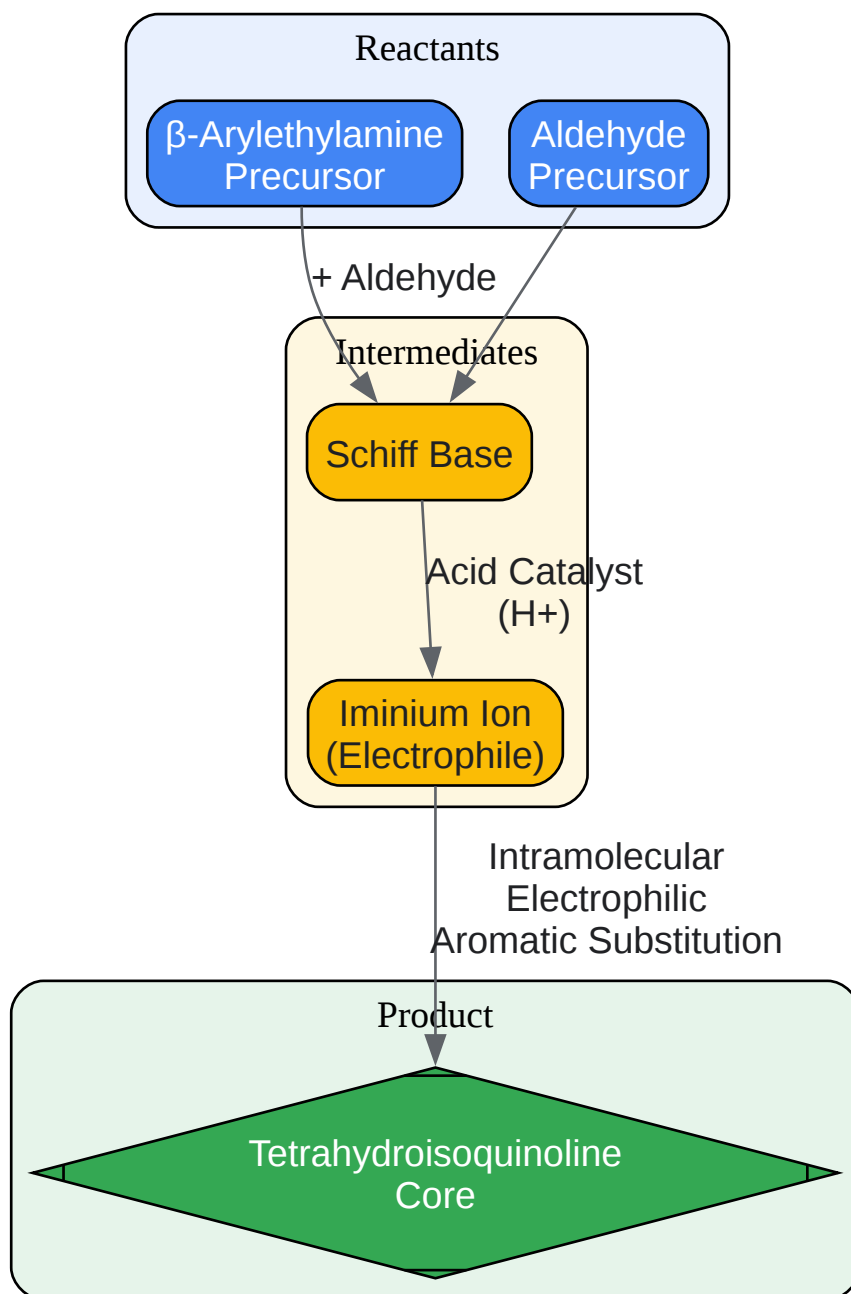 Reactants
β-Arylethylamine
Precursor
Aldehyde
Precursor
+ Aldehyde
Intermediates
Schiff Base
Acid Catalyst
(H+)
Iminium Ion
(Electrophile)
Intramolecular
Electrophilic
Aromatic Substitution
Product
Tetrahydroisoquinoline
Core